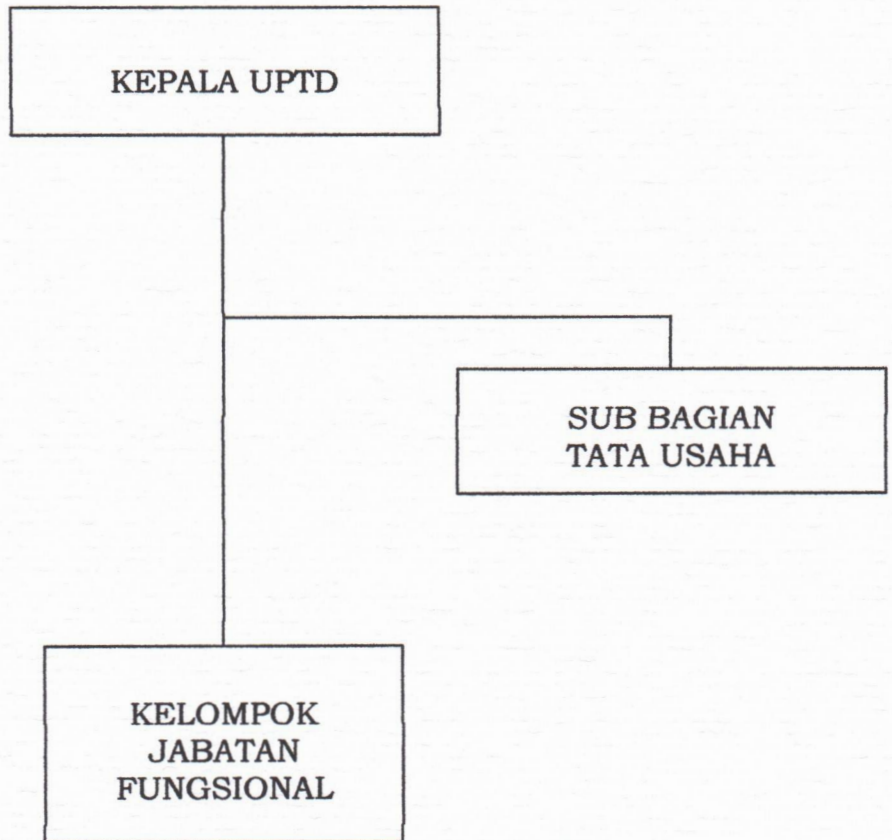 KEPALA UPTD
SUB BAGIAN
TATA USAHA
KELOMPOK
JABATAN
FUNGSIONAL